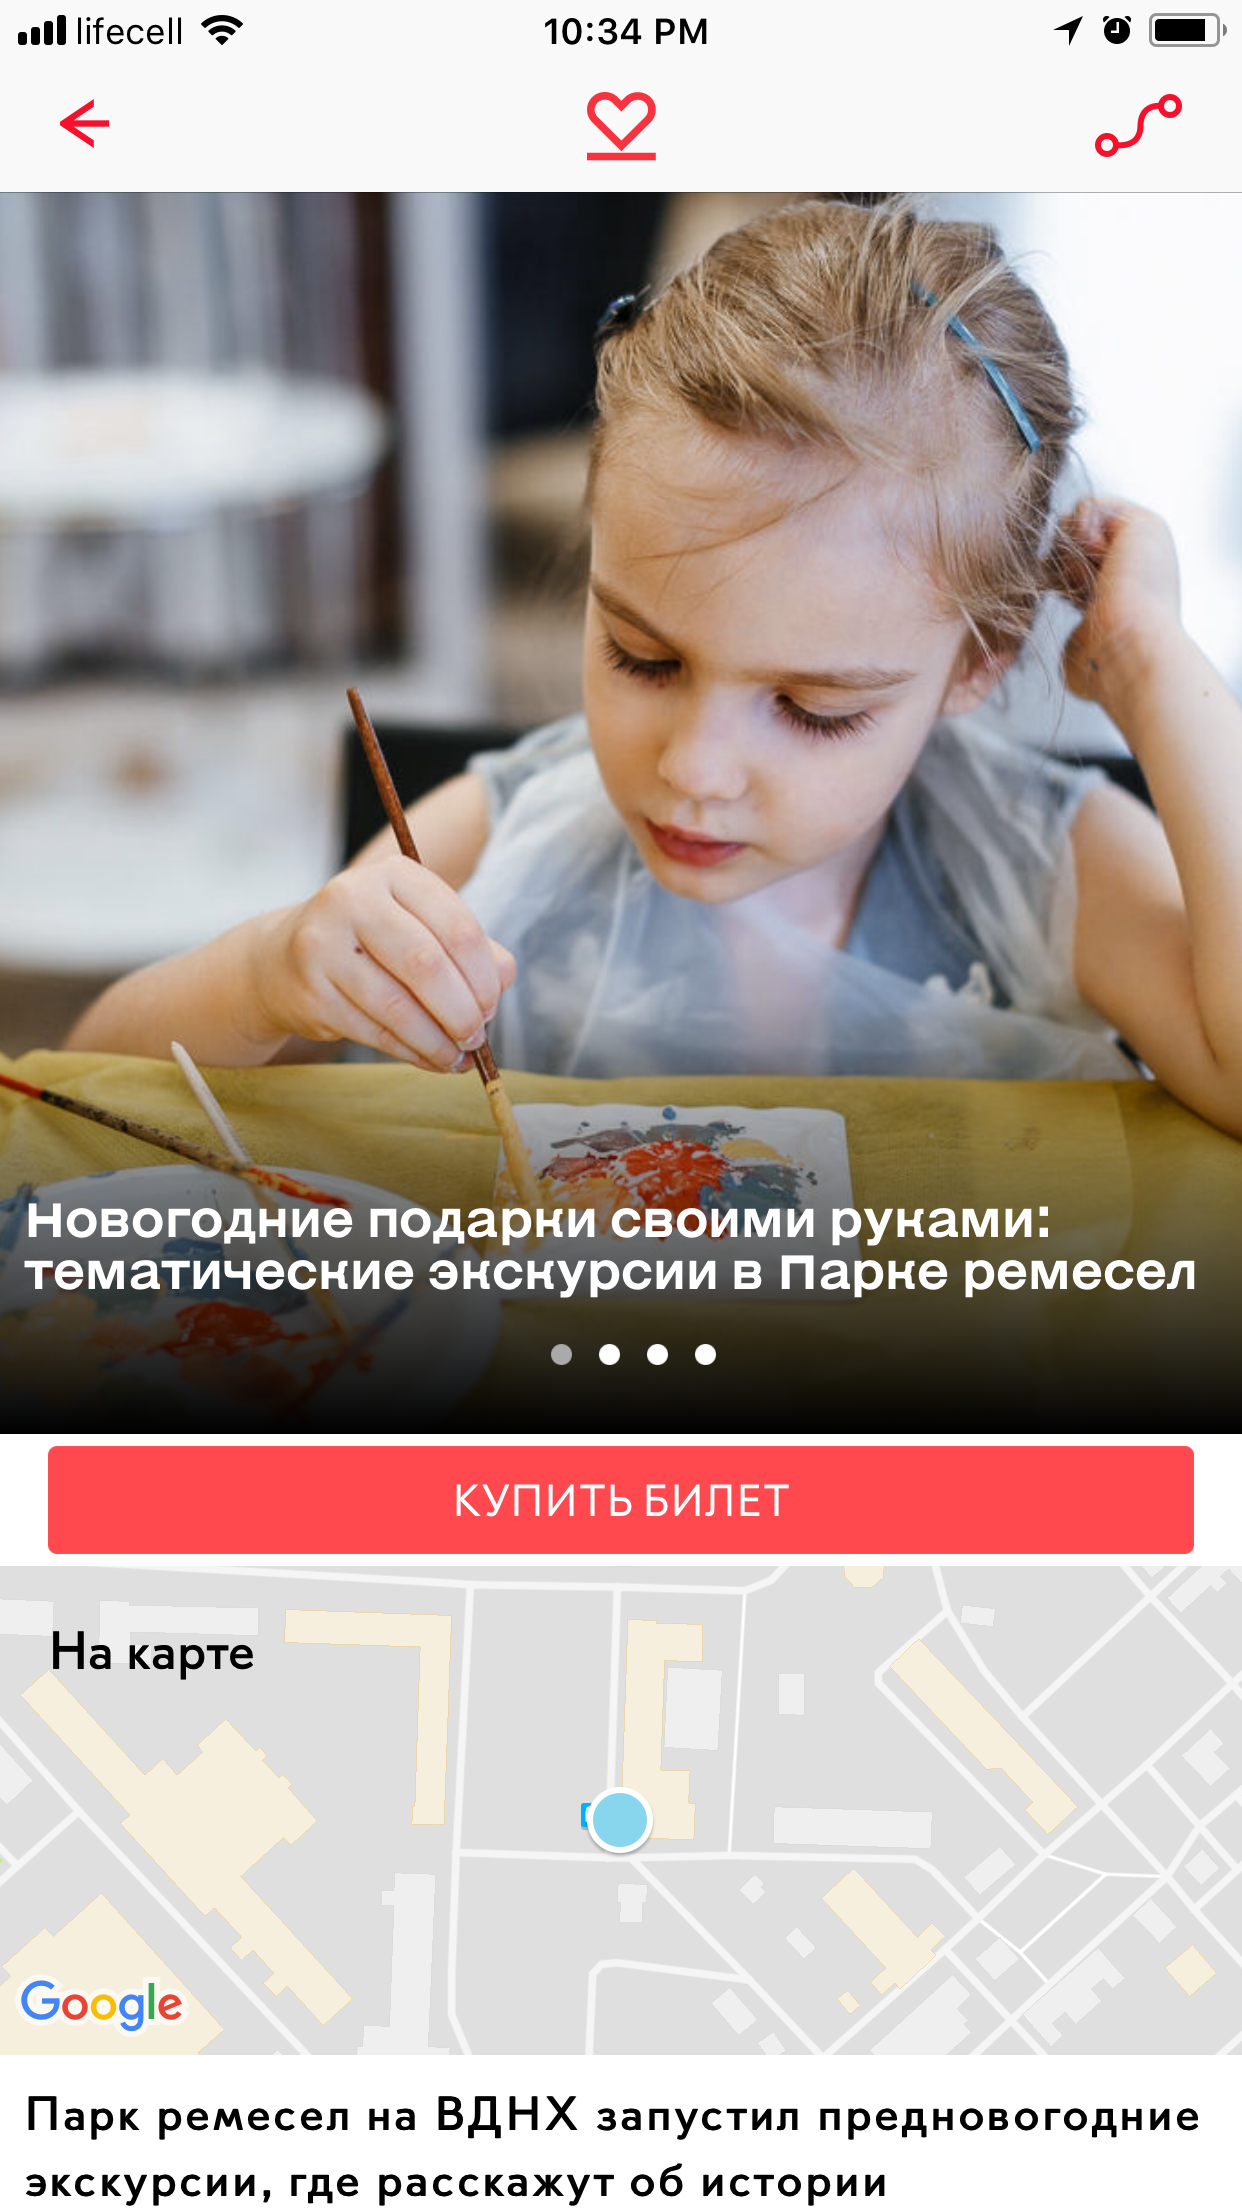 lifecell
10:34 PM
Новогодние подарки своими руками:
тематические экскурсии в Парке ремесел
КУПИТЬ БИЛЕТ
На карте
Google
Парк ремесел на ВДНХ запустил предновогодние
экскурсии, где расскажут об истории